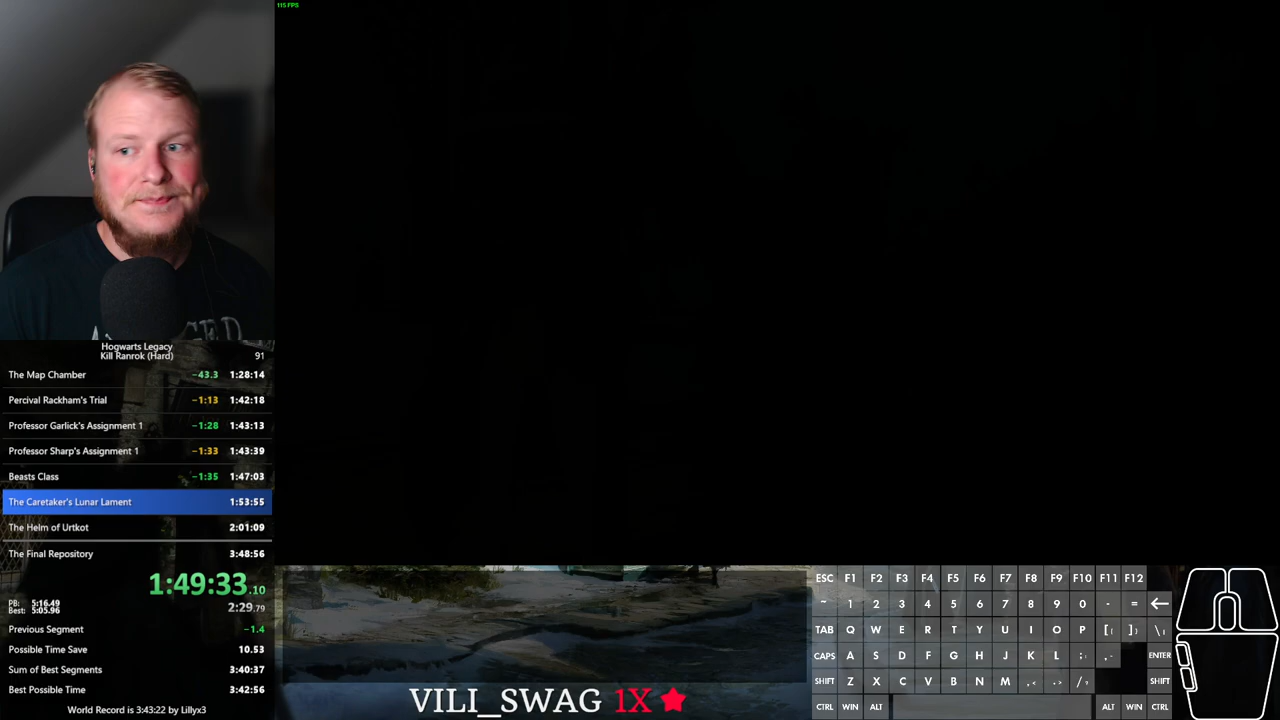 115 FPS
Hogwarts Legacy
Kill Ranrok (Hard) 91
The Map Chamber -43.3 1:28:14
Percival Rackham's Trial -1:13 1:42:18
Professor Garlick's Assignment 1 -1:28 1:43:13
Professor Sharp's Assignment 1 -1:33 1:43:39
Beasts Class -1:35 1:47:03
The Caretaker's Lunar Lament 1:53:55
The Helm of Urtkot 2:01:09
The Final Repository 3:48:56
1:49:33.10
PB: 5:16.49
Best: 5:05.96
2:29.79
Previous Segment -1.4
Possible Time Save 10.53
Sum of Best Segments 3:40:37
Best Possible Time 3:42:56
World Record is 3:43:22 by Lillyx3
VILI_SWAG 1X
ESC F1 F2 F3 F4 F5 F6 F7 F8 F9 F10 F11 F12
~ 1 2 3 4 5 6 7 8 9 0 - =
TAB Q W E R T Y U I O P [{ ]} \|
CAPS A S D F G H J K L ;: ENTER
SHIFT Z X C V B N M ,< .> /? SHIFT
CTRL WIN ALT ALT WIN CTRL